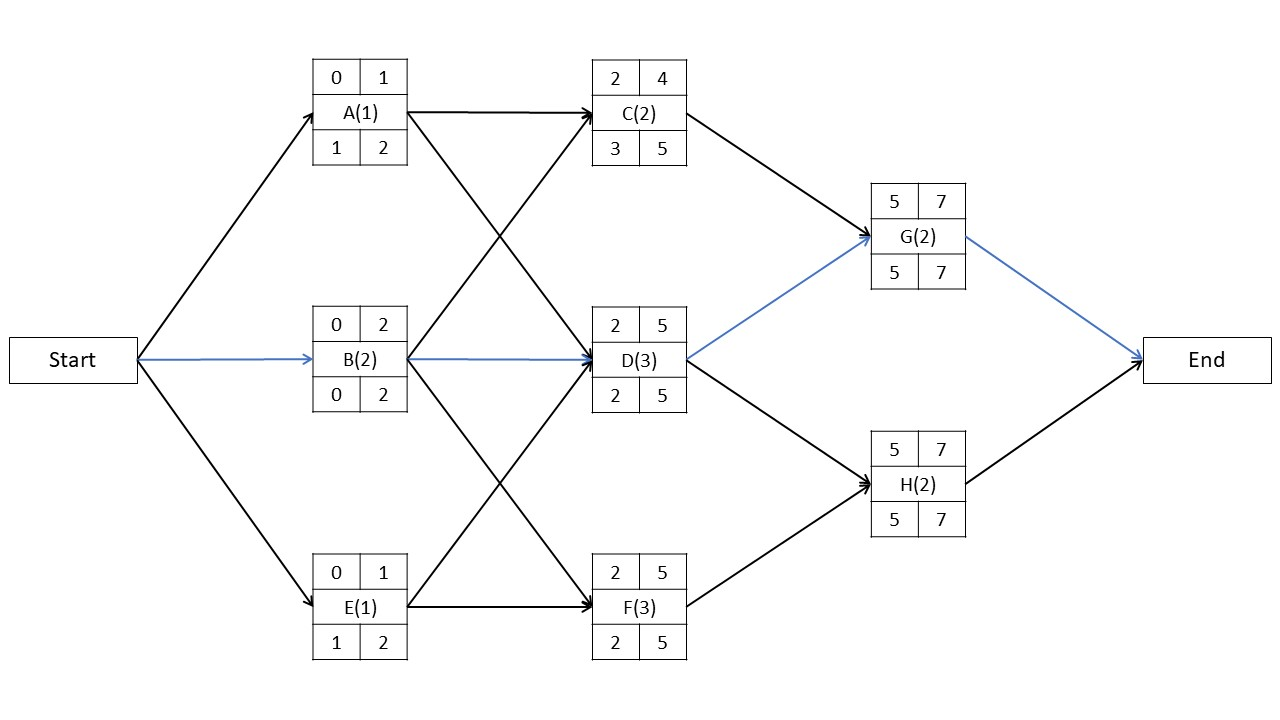 0 1
A(1)
1 2
2 4
C(2)
3 5
5 7
G(2)
5 7
0 2
B(2)
0 2
2 5
D(3)
2 5
Start
End
5 7
H(2)
5 7
0 1
E(1)
1 2
2 5
F(3)
2 5